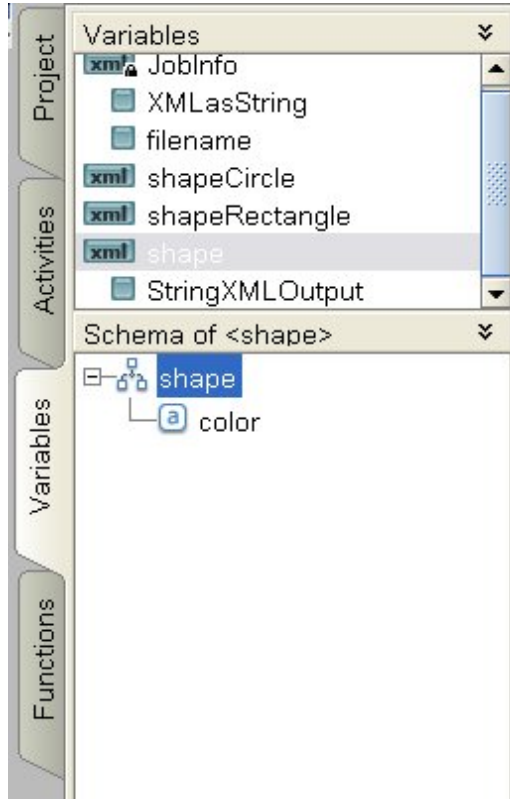 Project
Activities
Variables
Functions
Variables
xml JobInfo
XMLasString
filename
xml shapeCircle
xml shapeRectangle
xml shape
StringXMLOutput
Schema of <shape>
shape
a color